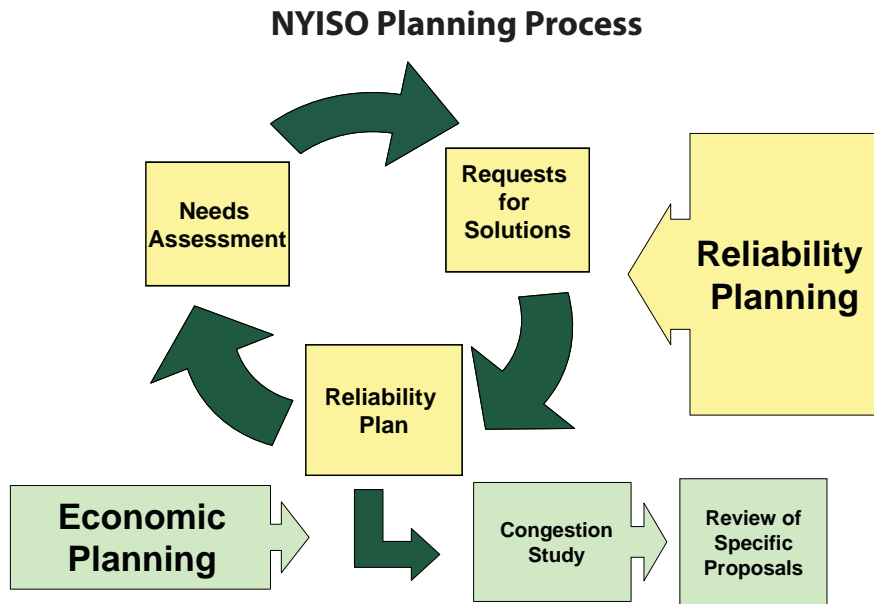 NYISO Planning Process
Needs
Assessment
Requests
for
Solutions
Reliability
Planning
Reliability
Plan
Economic
Planning
Congestion
Study
Review of
Specific
Proposals